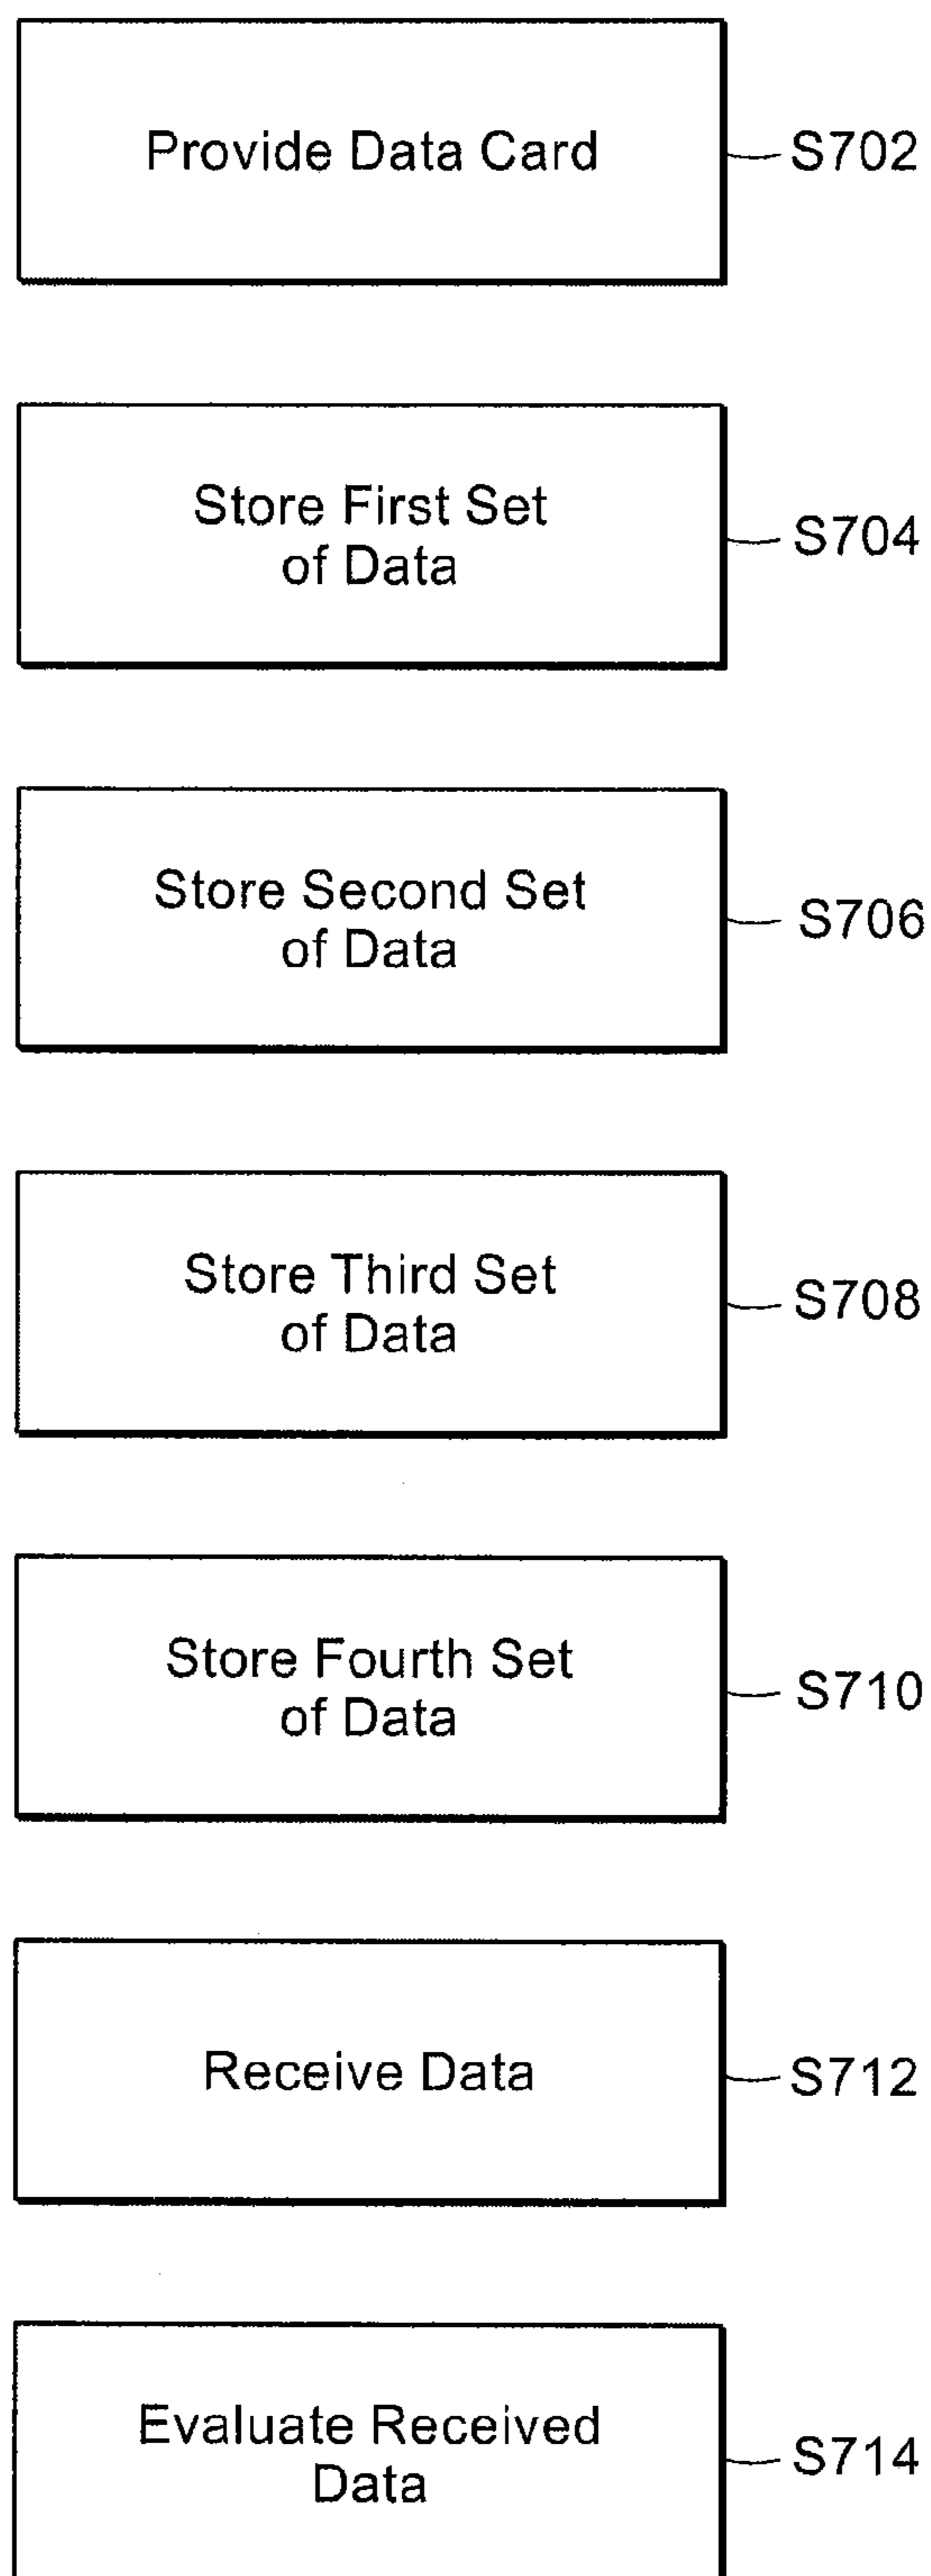 Provide Data Card
S702
Store First Set
of Data
S704
Store Second Set
of Data
S706
Store Third Set
of Data
S708
Store Fourth Set
of Data
S710
Receive Data
S712
Evaluate Received
Data
S714